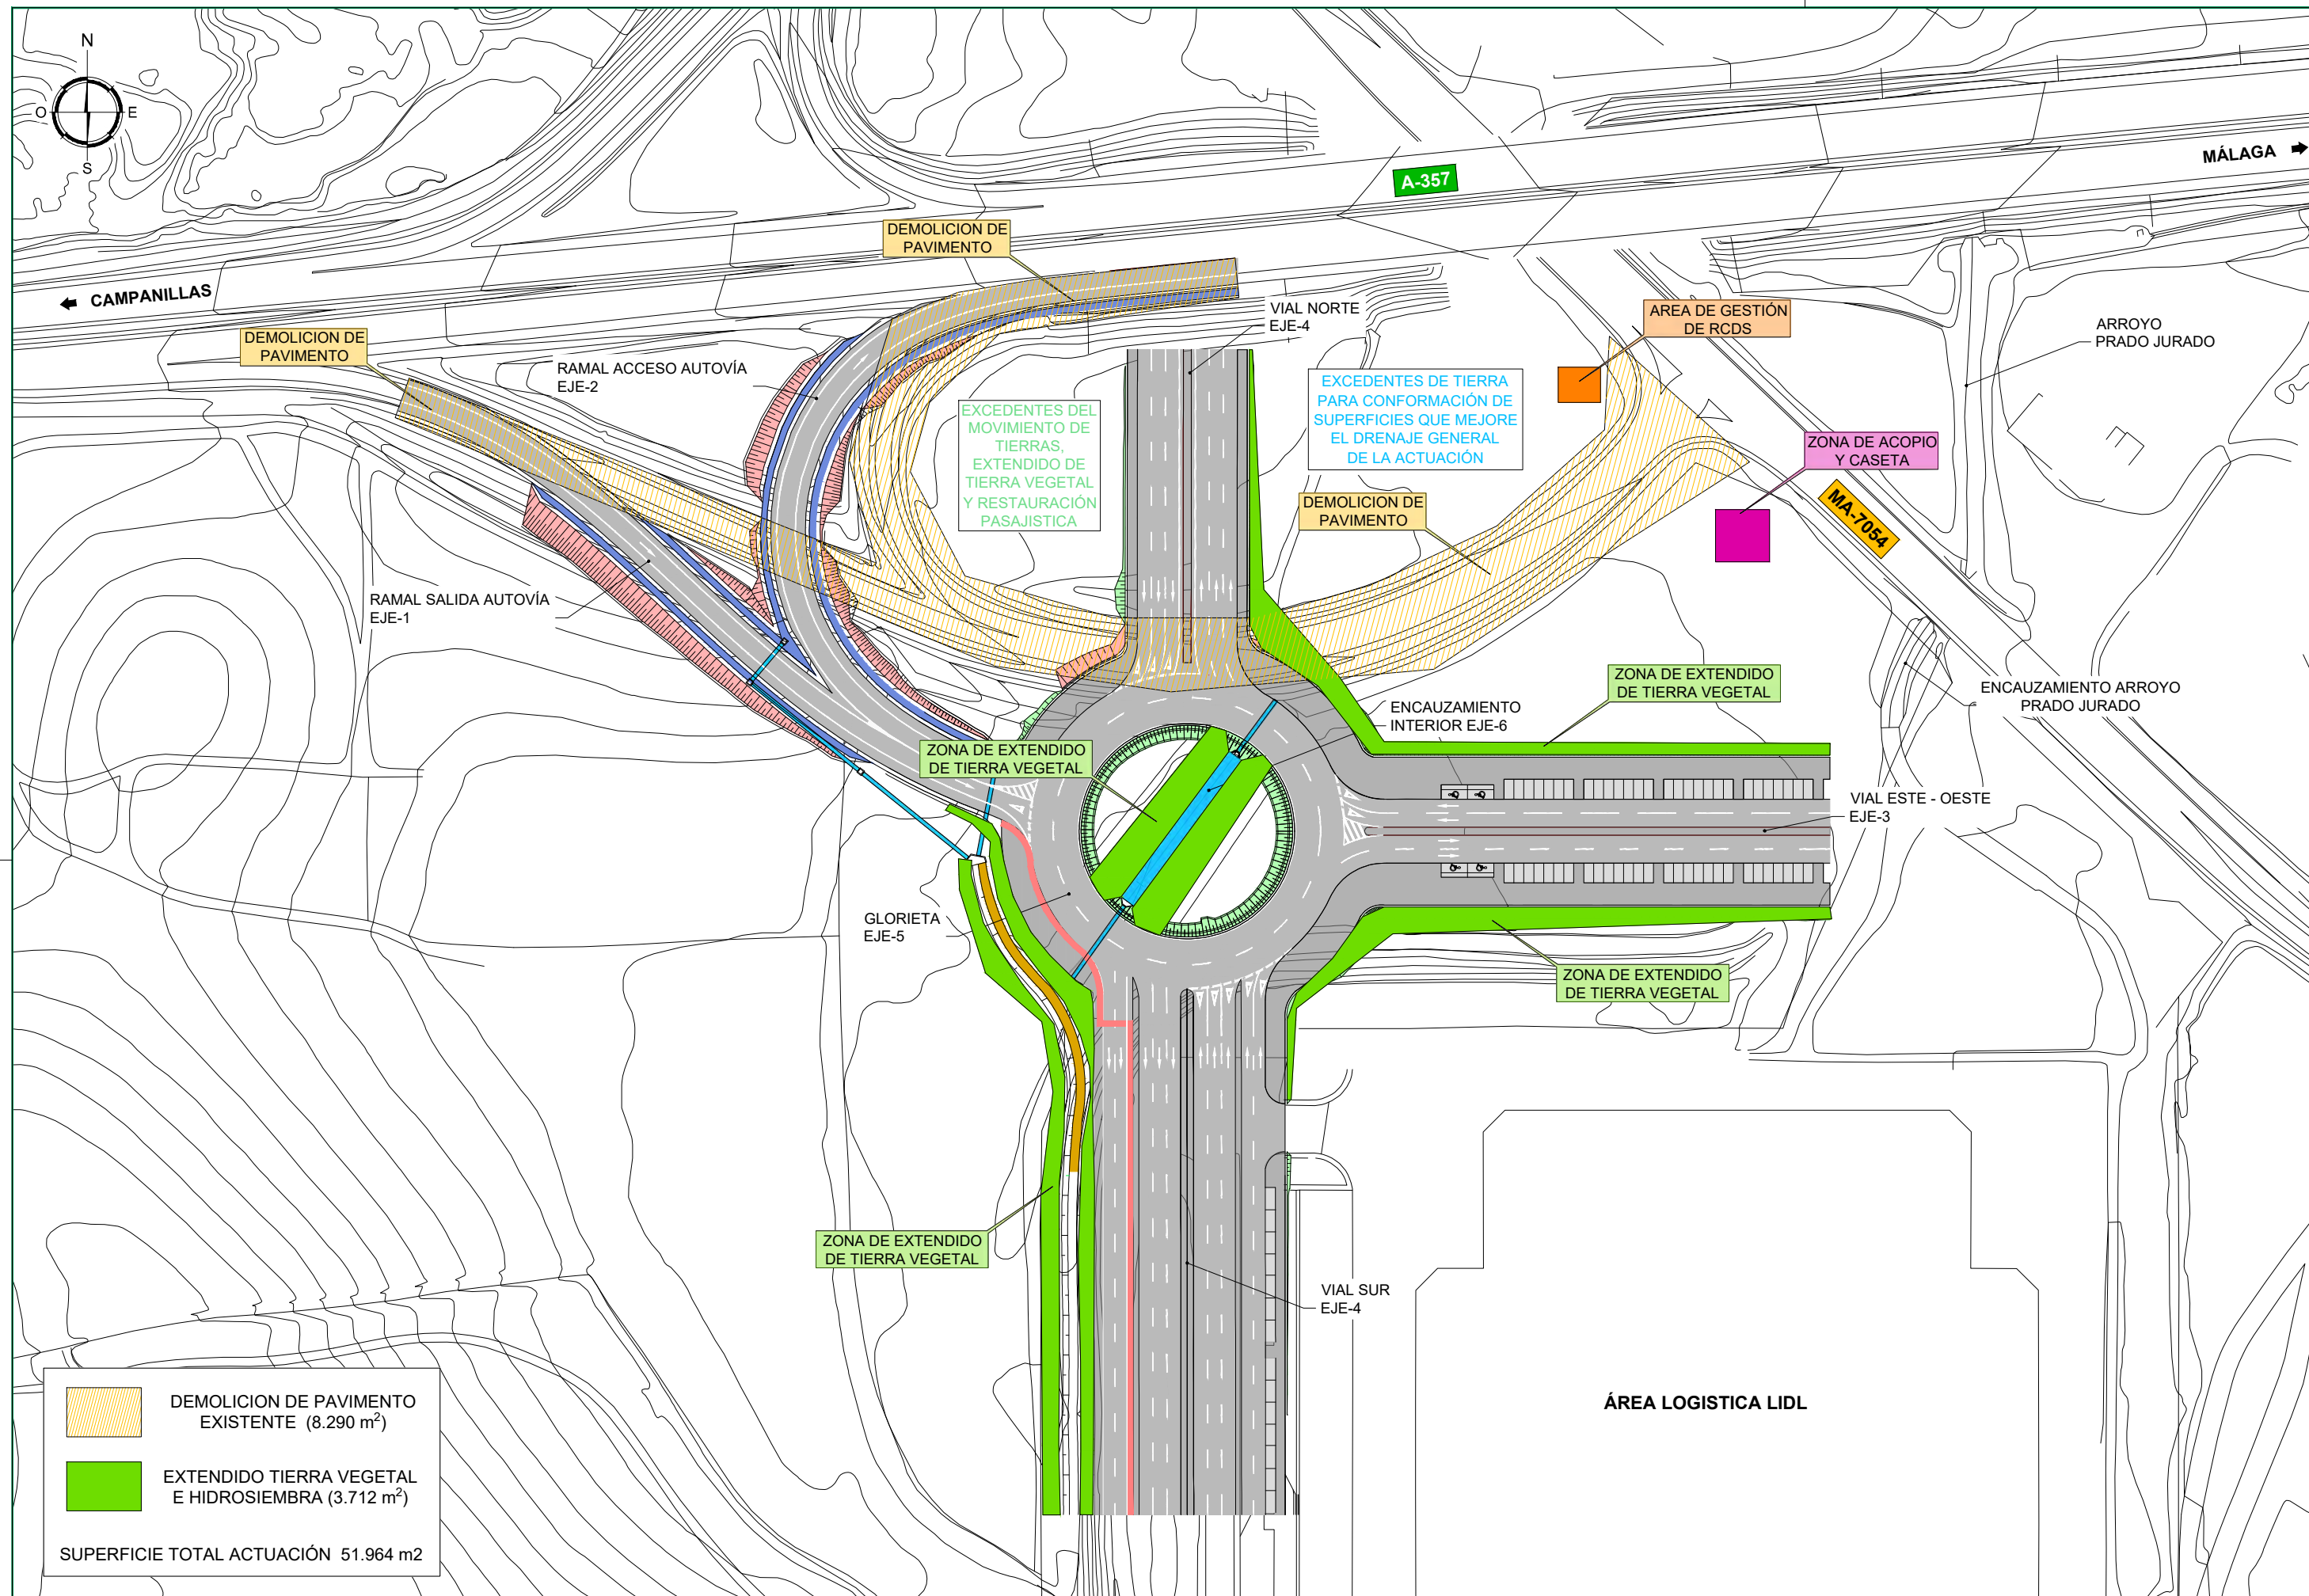 N
O
E
S
A-357
MÁLAGA
CAMPANILLAS
DEMOLICION DE
PAVIMENTO
DEMOLICION DE
PAVIMENTO
RAMAL ACCESO AUTOVÍA
EJE-2
VIAL NORTE
EJE-4
AREA DE GESTIÓN
DE RCDS
ARROYO
PRADO JURADO
EXCEDENTES DEL
MOVIMIENTO DE
TIERRAS,
EXTENDIDO DE
TIERRA VEGETAL
Y RESTAURACIÓN
PASAJISTICA
EXCEDENTES DE TIERRA
PARA CONFORMACIÓN DE
SUPERFICIES QUE MEJORE
EL DRENAJE GENERAL
DE LA ACTUACIÓN
ZONA DE ACOPIO
Y CASETA
DEMOLICION DE
PAVIMENTO
MA-7054
RAMAL SALIDA AUTOVÍA
EJE-1
ZONA DE EXTENDIDO
DE TIERRA VEGETAL
ENCAUZAMIENTO ARROYO
PRADO JURADO
ENCAUZAMIENTO
INTERIOR EJE-6
ZONA DE EXTENDIDO
DE TIERRA VEGETAL
VIAL ESTE - OESTE
EJE-3
GLORIETA
EJE-5
ZONA DE EXTENDIDO
DE TIERRA VEGETAL
ZONA DE EXTENDIDO
DE TIERRA VEGETAL
VIAL SUR
EJE-4
ÁREA LOGISTICA LIDL
DEMOLICION DE PAVIMENTO
EXISTENTE (8.290 m²)
EXTENDIDO TIERRA VEGETAL
E HIDROSIEMBRA (3.712 m²)
SUPERFICIE TOTAL ACTUACIÓN 51.964 m2